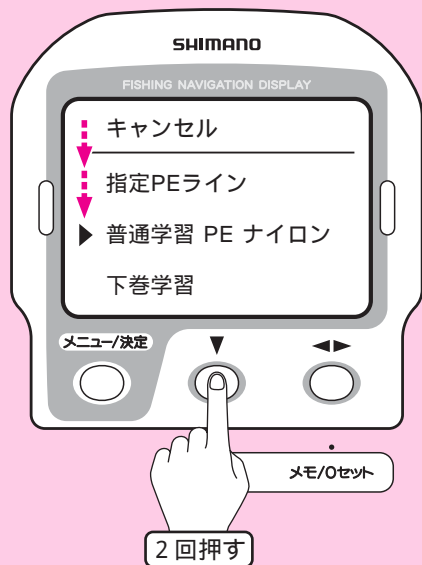 SHIMANO
FISHING NAVIGATION DISPLAY
キャンセル
指定PEライン
▶ 普通学習 PE ナイロン
下巻学習
メニュー/決定
▼
◀▶
メモ/0セット
2回押す